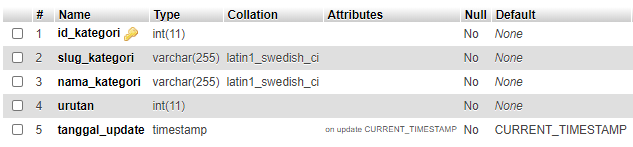 # Name Type Collation Attributes Null Default
1 id_kategori int(11) No None
2 slug_kategori varchar(255) latin1_swedish_ci No None
3 nama_kategori varchar(255) latin1_swedish_ci No None
4 urutan int(11) No None
5 tanggal_update timestamp on update CURRENT_TIMESTAMP No CURRENT_TIMESTAMP